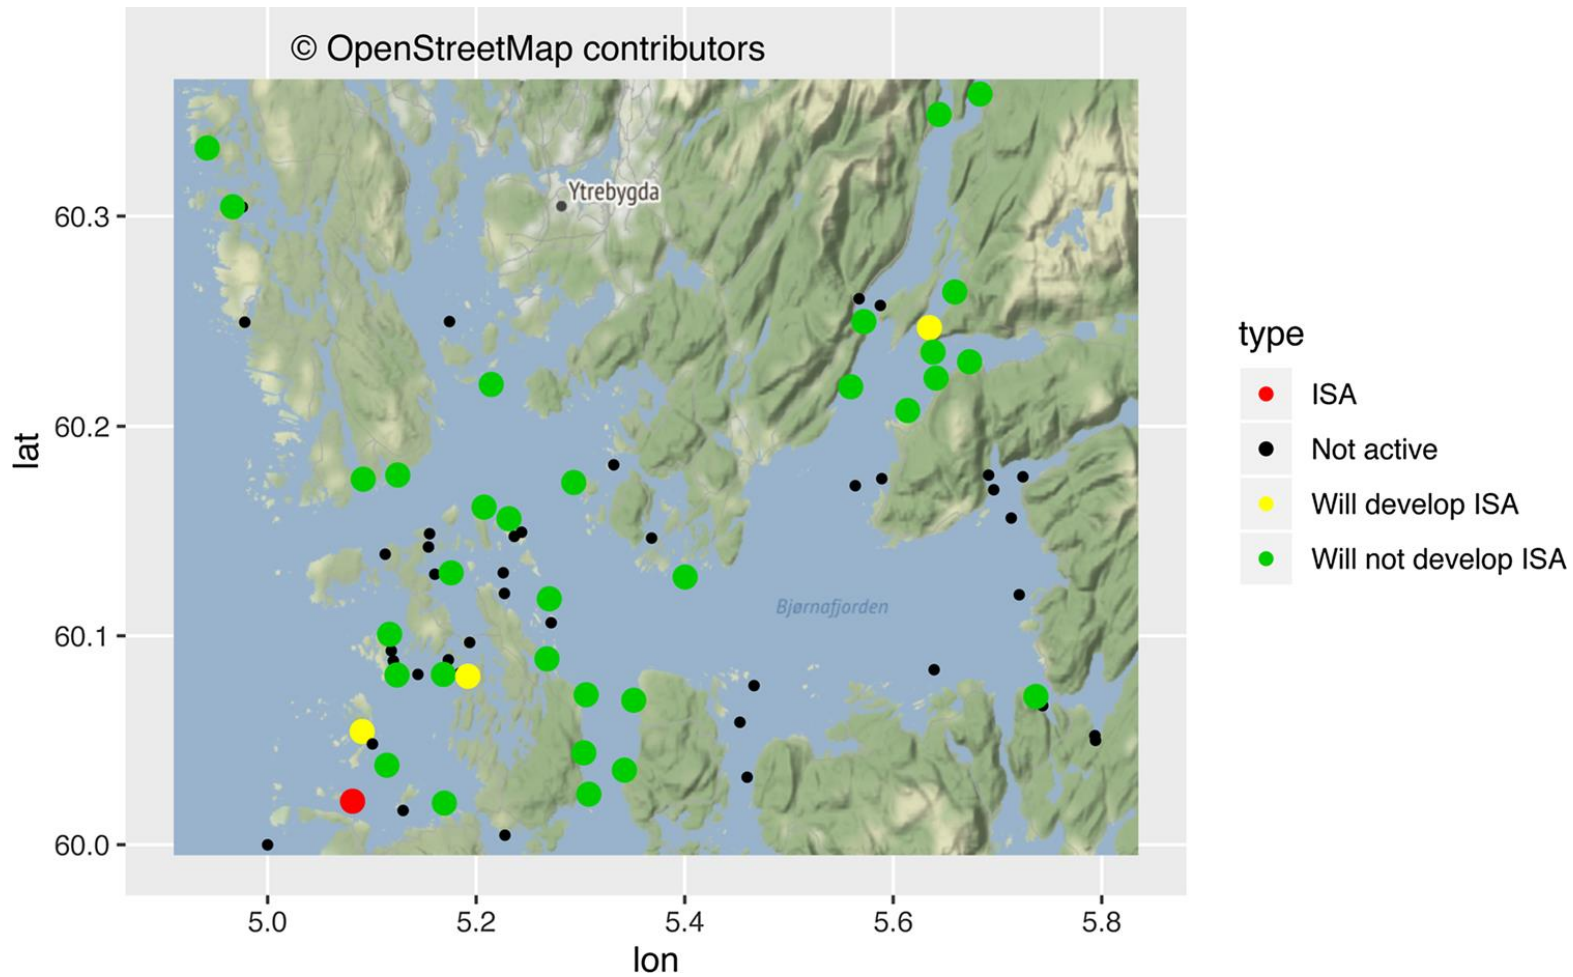 © OpenStreetMap contributors
Ytrebygda
Bjørnafjorden
60.3
60.2
60.1
60.0
lat
5.0 5.2 5.4 5.6 5.8
lon
type
ISA
Not active
Will develop ISA
Will not develop ISA